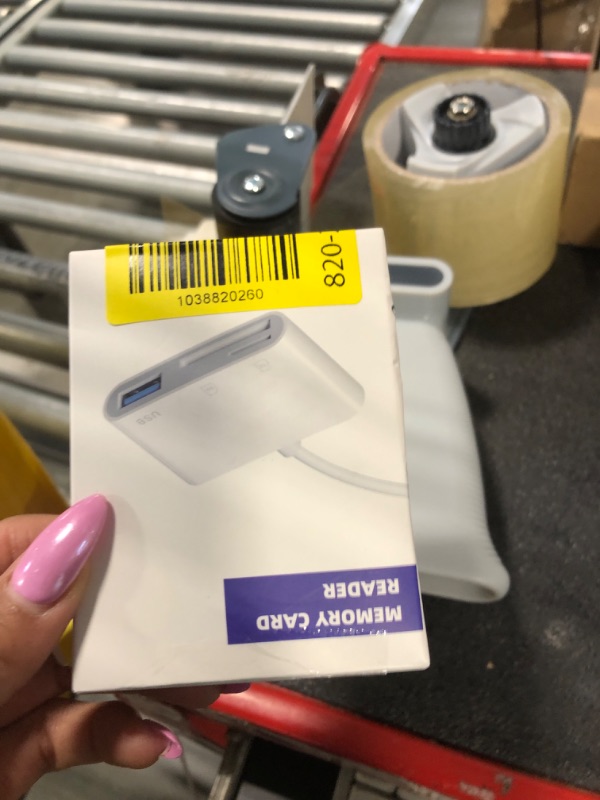 1038820260
820-
USB
MEMORY CARD
READER